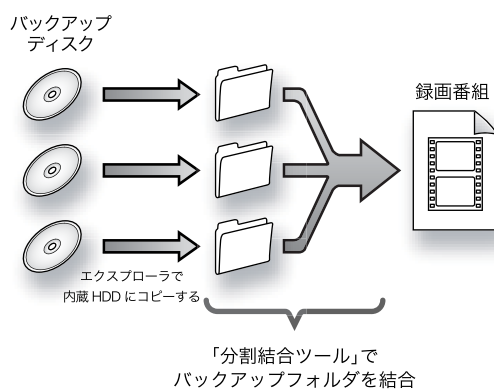 バックアップ
ディスク
録画番組
エクスプローラで
内蔵 HDD にコピーする
「分割結合ツール」で
バックアップフォルダを結合